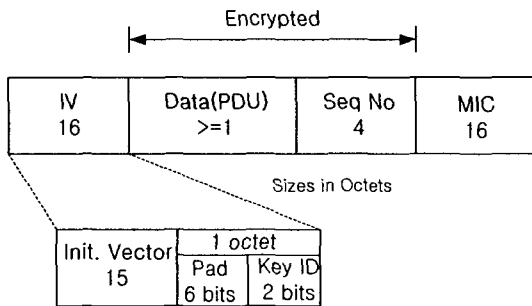 Encrypted
IV
16
Data(PDU)
>=1
Seq No
4
MIC
16
Sizes in Octets
Init. Vector
15
1 octet
Pad
6 bits
Key ID
2 bits